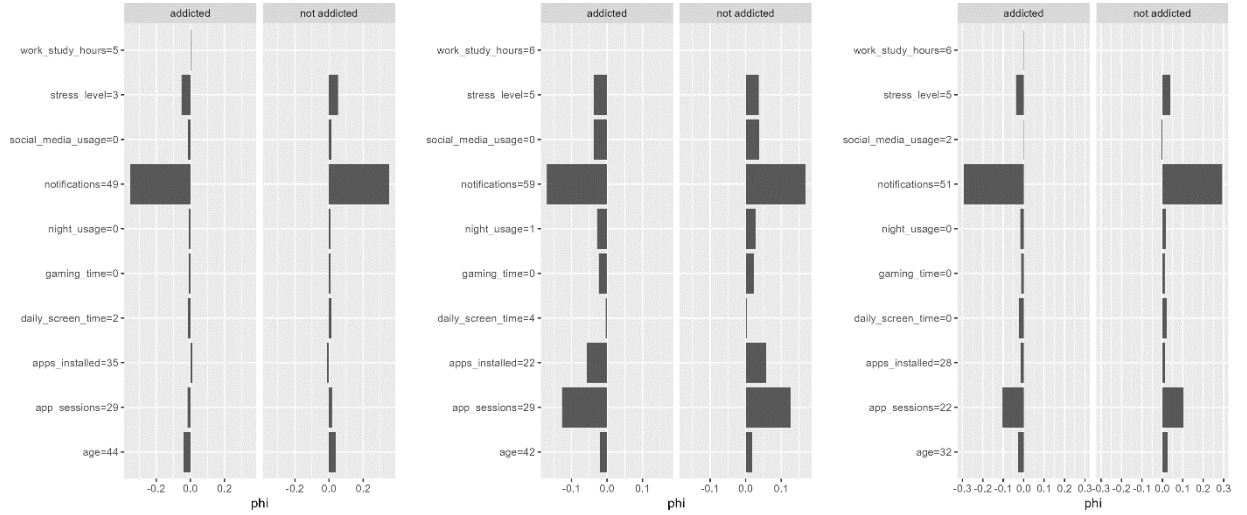 addicted
not addicted
work_study_hours=5
stress_level=3
social_media_usage=0
notifications=49
night_usage=0
gaming_time=0
daily_screen_time=2
apps_installed=35
app_sessions=29
age=44
-0.2 0.0 0.2 -0.2 0.0 0.2
phi
addicted
not addicted
work_study_hours=6
stress_level=5
social_media_usage=0
notifications=59
night_usage=1
gaming_time=0
daily_screen_time=4
apps_installed=22
app_sessions=29
age=42
-0.1 0.0 0.1 -0.1 0.0 0.1
phi
addicted
not addicted
work_study_hours=6
stress_level=5
social_media_usage=2
notifications=51
night_usage=0
gaming_time=0
daily_screen_time=0
apps_installed=28
app_sessions=22
age=32
-0.3 -0.2 -0.1 0.0 0.1 0.2 0.3 -0.3 -0.2 -0.1 0.0 0.1 0.2 0.3
phi